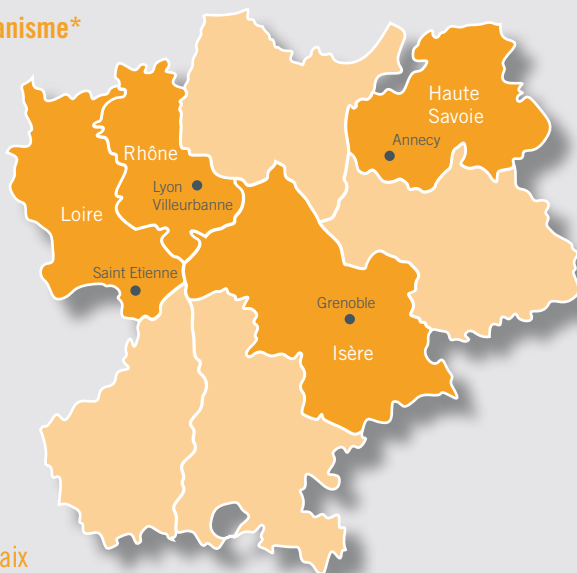 anisme*
Haute
Savoie
Annecy
Rhône
Lyon
Villeurbanne
Loire
Saint Etienne
Grenoble
Isère
aix